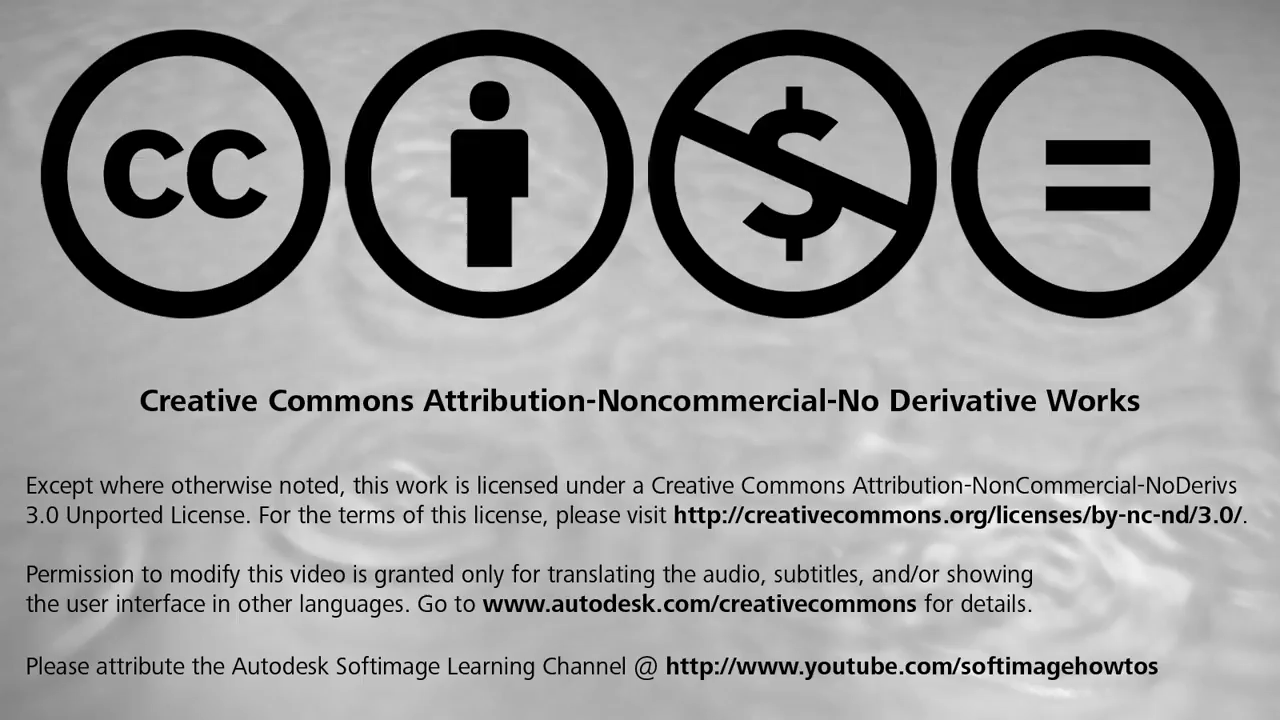 cc
$
=
Creative Commons Attribution-Noncommercial-No Derivative Works
Except where otherwise noted, this work is licensed under a Creative Commons Attribution-NonCommercial-NoDerivs
3.0 Unported License. For the terms of this license, please visit http://creativecommons.org/licenses/by-nc-nd/3.0/.
Permission to modify this video is granted only for translating the audio, subtitles, and/or showing
the user interface in other languages. Go to www.autodesk.com/creativecommons for details.
Please attribute the Autodesk Softimage Learning Channel @ http://www.youtube.com/softimagehowtos